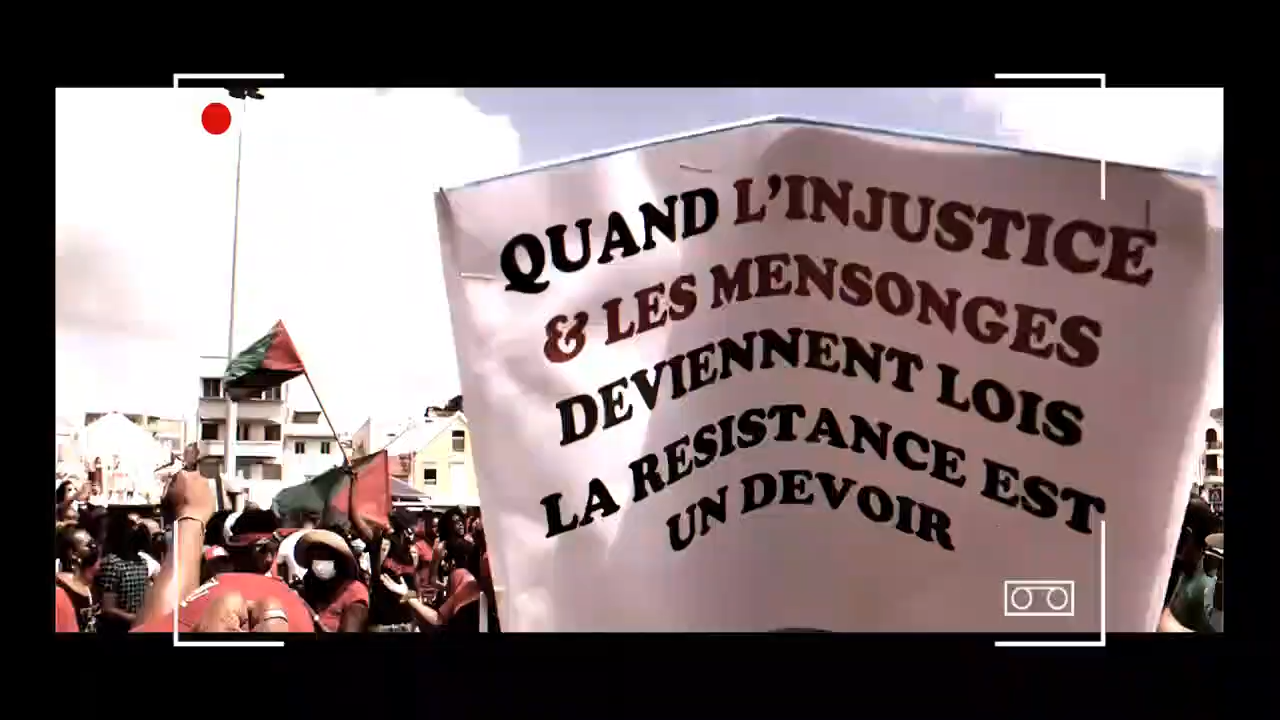 QUAND L'INJUSTICE
& LES MENSONGES
DEVIENNENT LOIS
LA RESISTANCE EST
UN DEVOIR